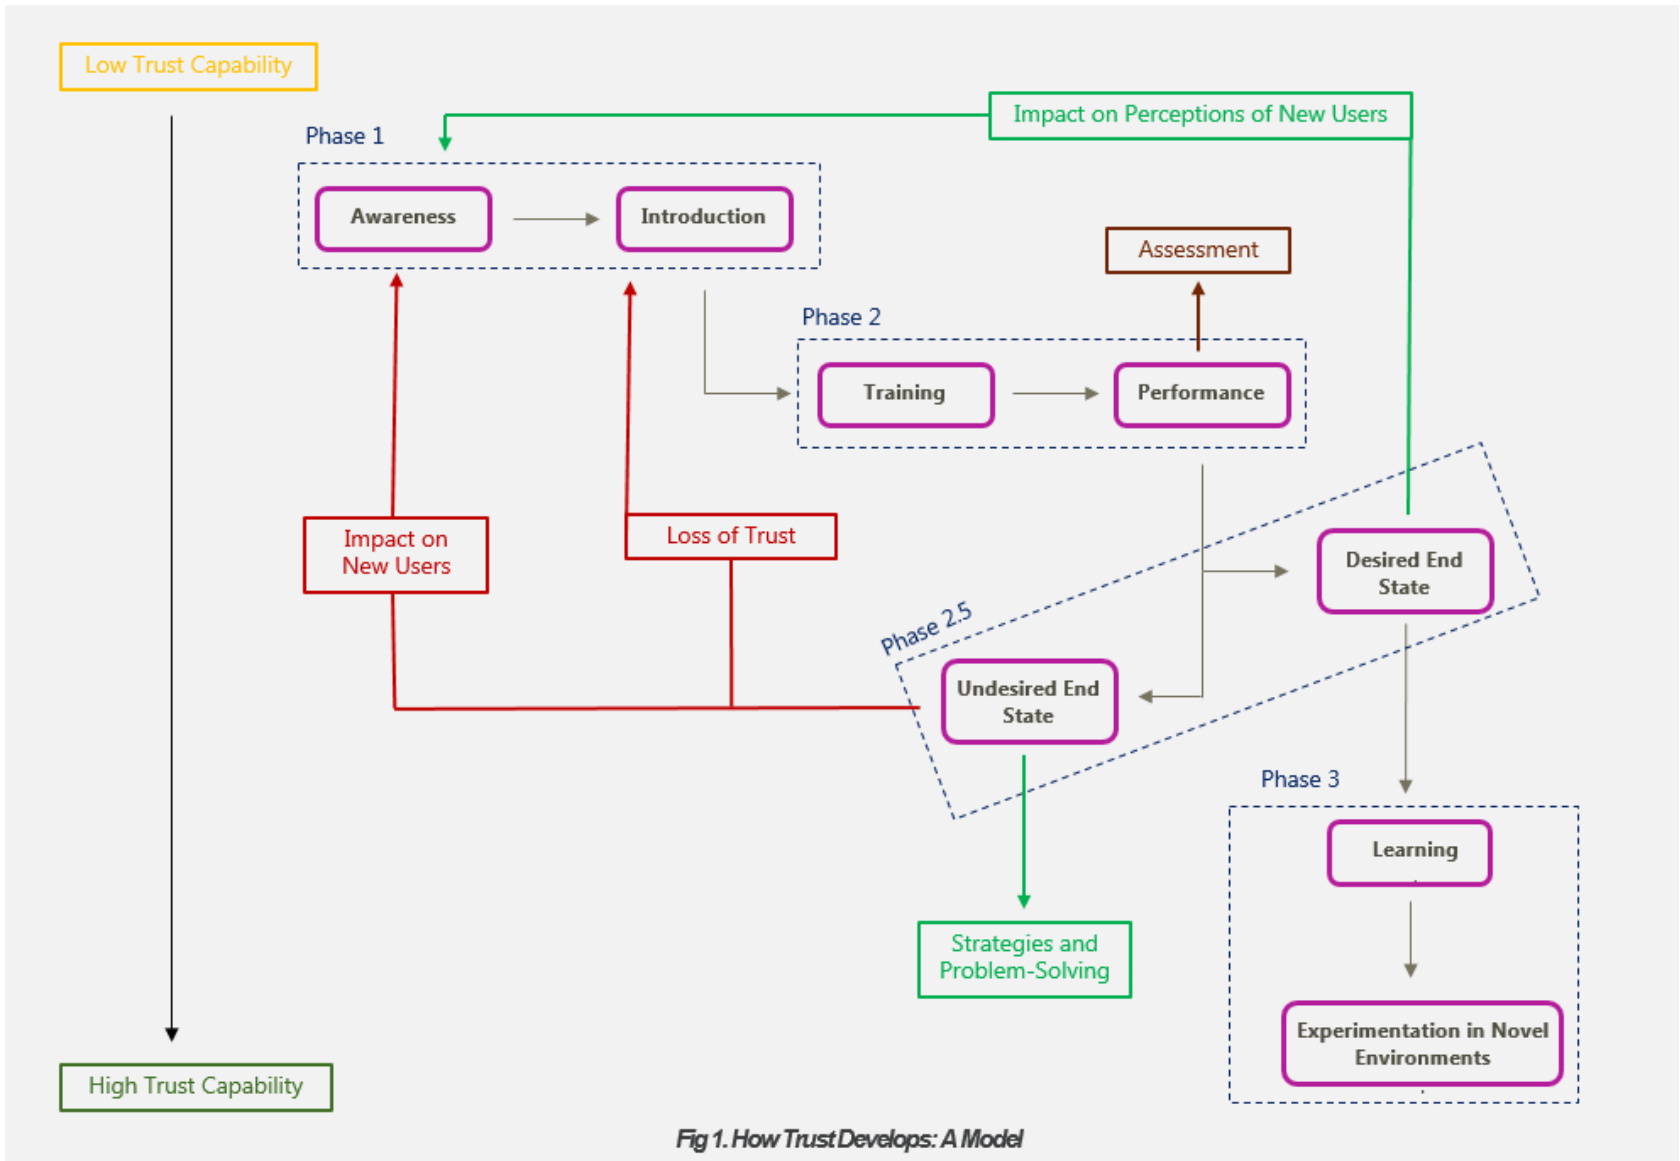 Low Trust Capability
Impact on Perceptions of New Users
Phase 1
Awareness
Introduction
Assessment
Phase 2
Training
Performance
Impact on
New Users
Loss of Trust
Desired End
State
Phase 2.5
Undesired End
State
Phase 3
Learning
Strategies and
Problem-Solving
Experimentation in Novel
Environments
High Trust Capability
Fig 1. How Trust Develops: A Model